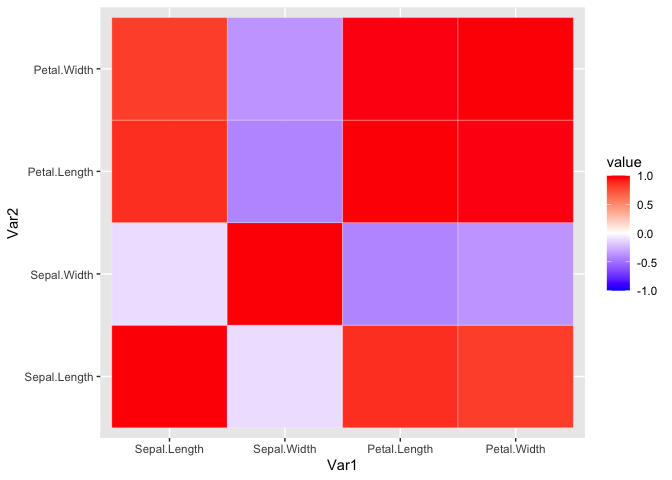 Petal.Width
Petal.Length
Sepal.Width
Sepal.Length
Var2
Sepal.Length Sepal.Width Petal.Length Petal.Width
Var1
value
1.0
0.5
0.0
-0.5
-1.0